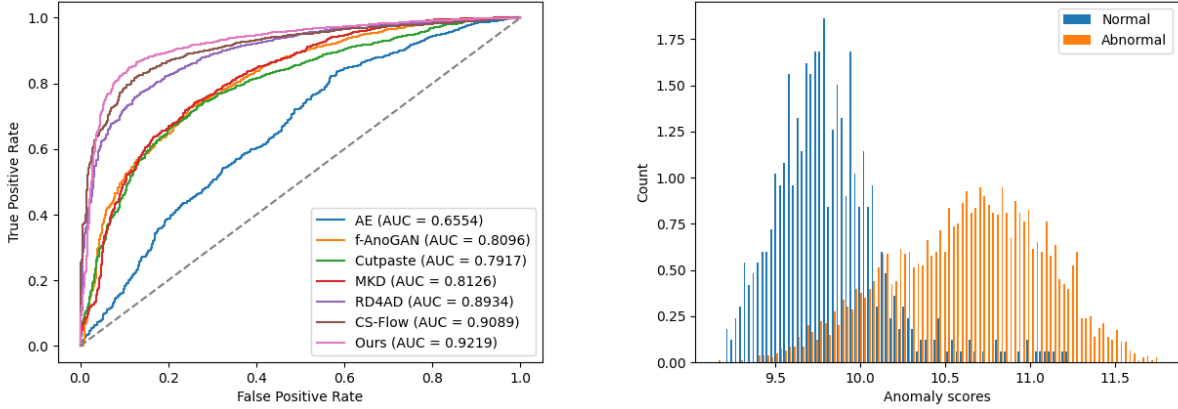 1.0
0.8
0.6
0.4
0.2
0.0
True Positive Rate
0.0 0.2 0.4 0.6 0.8 1.0
False Positive Rate
AE (AUC = 0.6554)
f-AnoGAN (AUC = 0.8096)
Cutpaste (AUC = 0.7917)
MKD (AUC = 0.8126)
RD4AD (AUC = 0.8934)
CS-Flow (AUC = 0.9089)
Ours (AUC = 0.9219)
1.75
1.50
1.25
1.00
0.75
0.50
0.25
0.00
Count
9.5 10.0 10.5 11.0 11.5
Anomaly scores
Normal
Abnormal